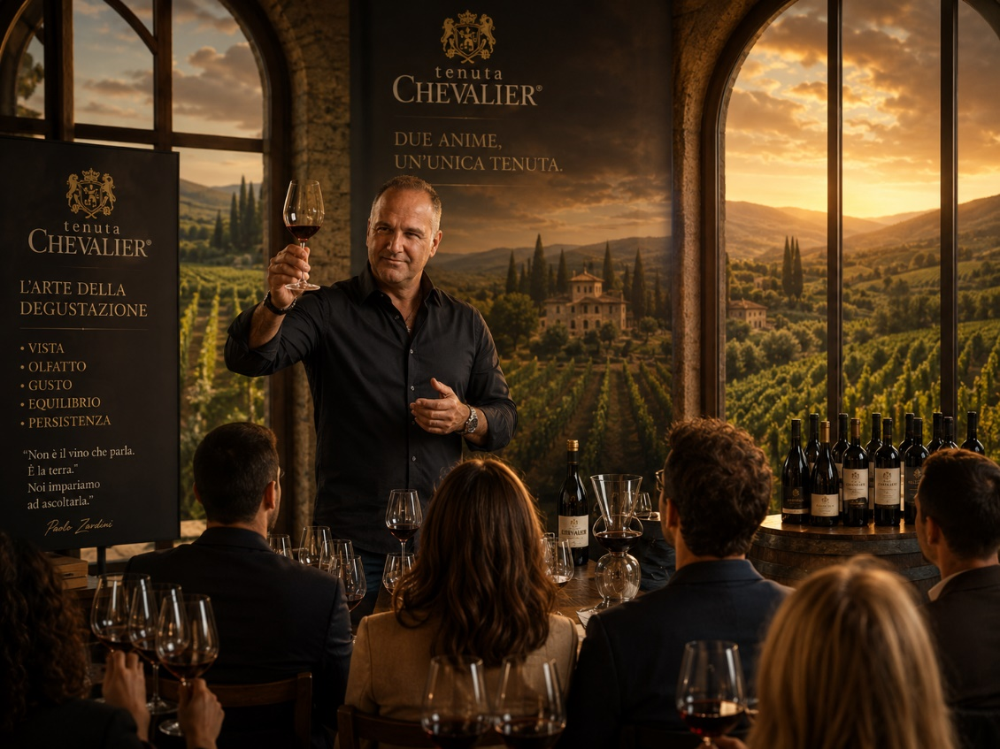 tenuta
CHEVALIER®
DUE ANIME,
UN'UNICA TENUTA.
tenuta
CHEVALIER®
L'ARTE DELLA
DEGUSTAZIONE
• VISTA
• OLFATTO
• GUSTO
• EQUILIBRIO
• PERSISTENZA
"Non è il vino che parla.
È la terra."
Noi impariamo
ad ascoltarla."
Paolo Zardini
CHEVALIER